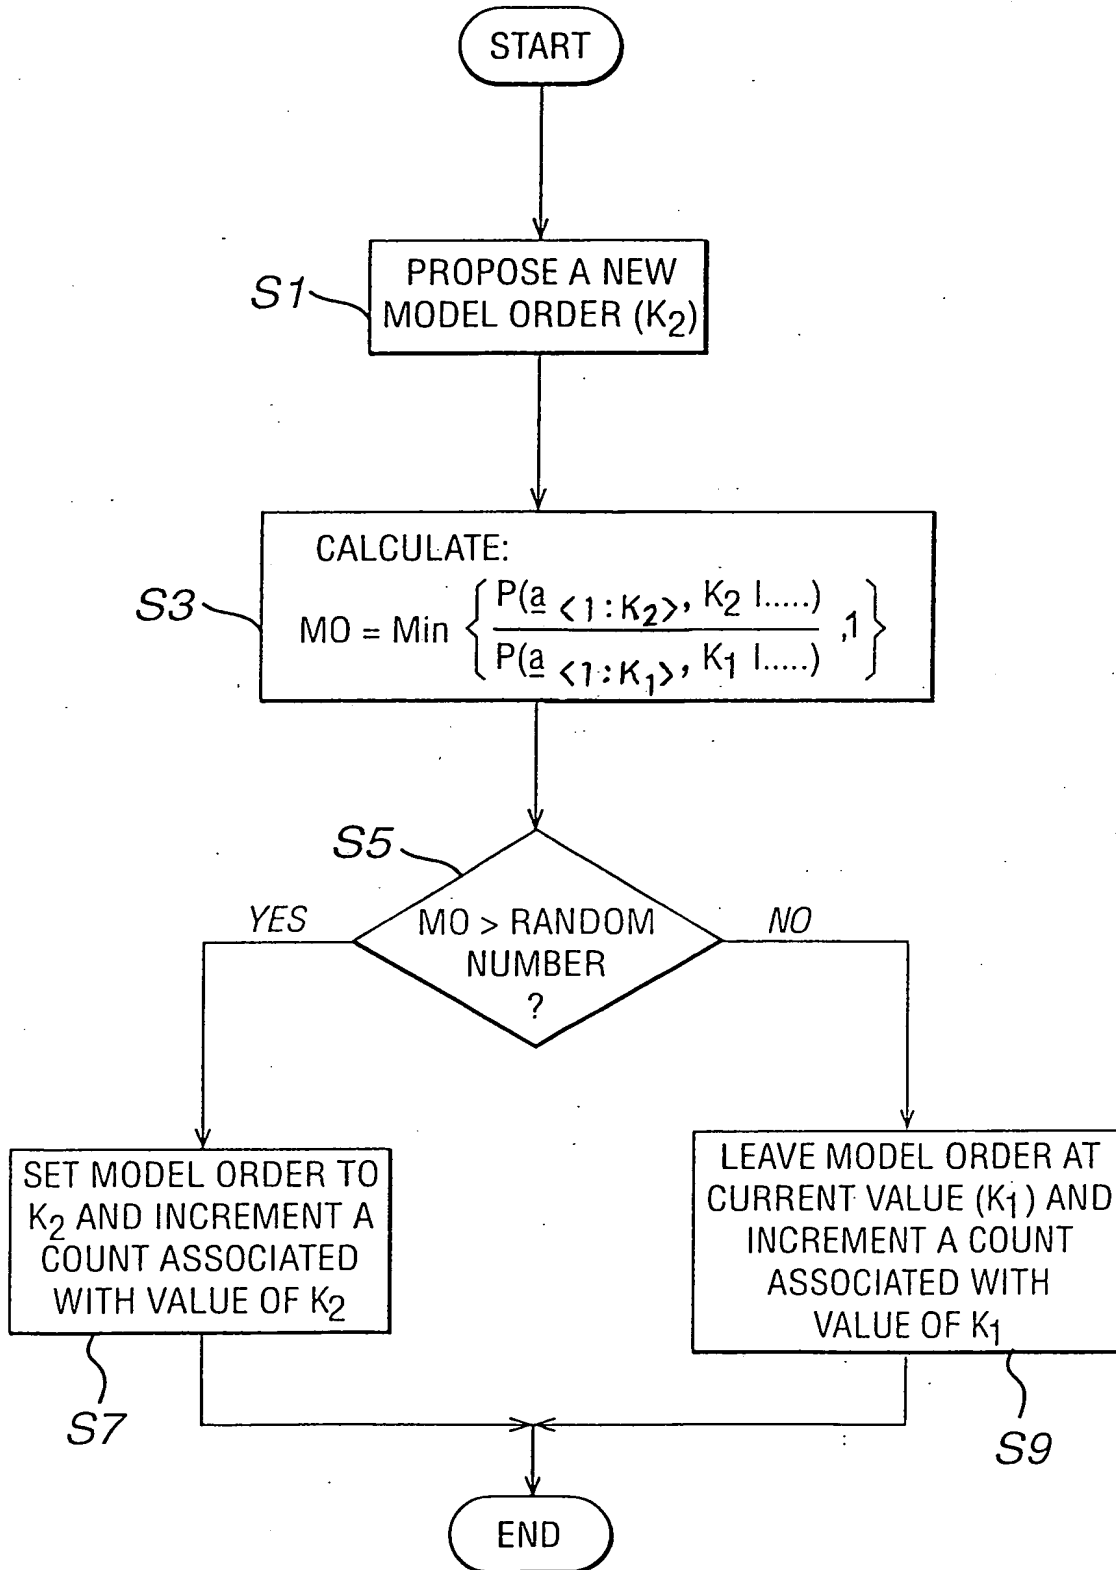 START
S1
PROPOSE A NEW
MODEL ORDER (K2)
S3
CALCULATE:
MO = Min { P(a <1:K2>, K2 I.....) / P(a <1:K1>, K1 I.....) ,1 }
S5
YES
MO > RANDOM
NUMBER
?
NO
SET MODEL ORDER TO
K2 AND INCREMENT A
COUNT ASSOCIATED
WITH VALUE OF K2
S7
LEAVE MODEL ORDER AT
CURRENT VALUE (K1) AND
INCREMENT A COUNT
ASSOCIATED WITH
VALUE OF K1
S9
END